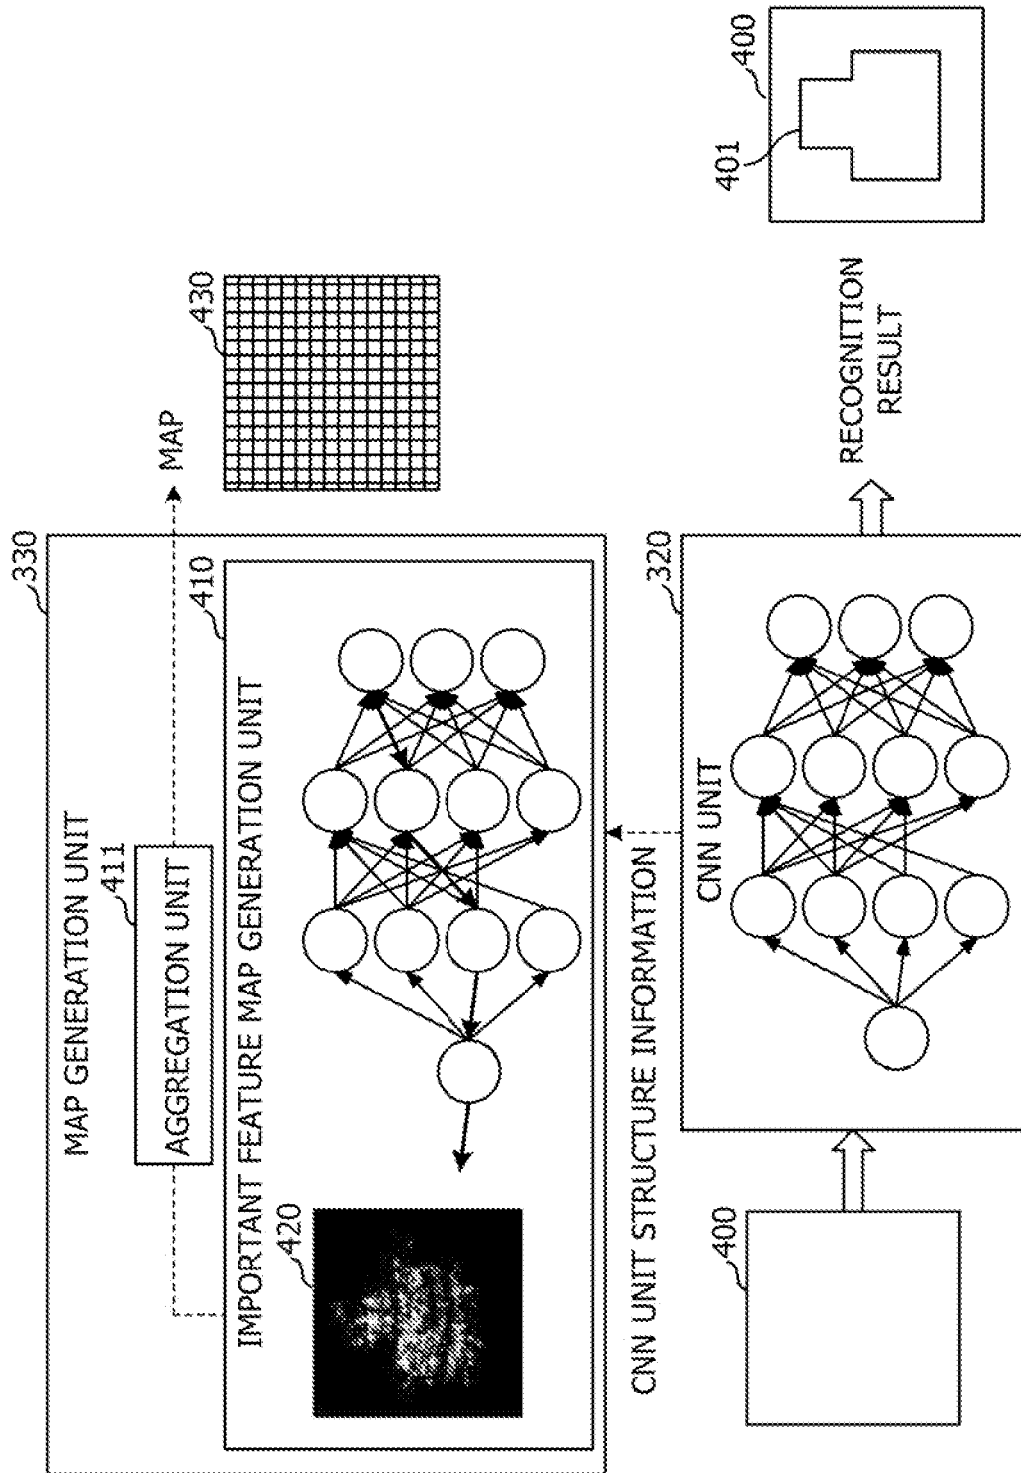 330
MAP GENERATION UNIT
411
AGGREGATION UNIT
MAP
410
IMPORTANT FEATURE MAP GENERATION UNIT
420
430
CNN UNIT STRUCTURE INFORMATION
320
CNN UNIT
400
RECOGNITION
RESULT
400
401